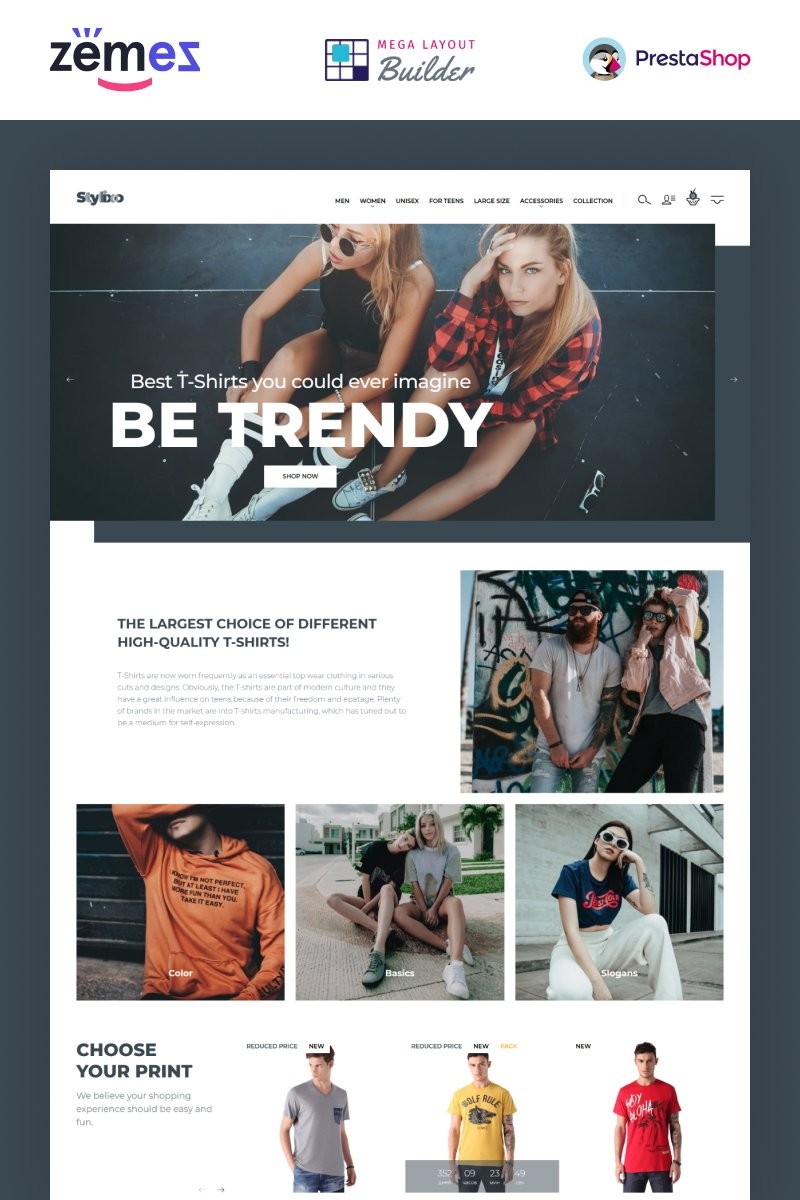 zemes
MEGA LAYOUT
Builder
PrestaShop
Stylixo
MEN WOMEN UNISEX FOR TEENS LARGE SIZE ACCESSORIES COLLECTION
Best T-Shirts you could ever imagine
BE TRENDY
SHOP NOW
THE LARGEST CHOICE OF DIFFERENT
HIGH-QUALITY T-SHIRTS!
T-Shirts are now worn frequently as an essential top wear clothing in various
cuts and designs. Obviously, the T-shirts are part of modern culture and they
have a great influence on teens because of their freedom and epatage. Plenty
of brands in the market are into T-shirts manufacturing, which has tuned out to
be a medium for self-expression.
I KNOW I'M NOT PERFECT,
BUT AT LEAST I HAVE
MORE FUN THAN YOU.
TAKE IT EASY.
Color
Basics
Slogans
CHOOSE
YOUR PRINT
We believe your shopping
experience should be easy and
fun.
REDUCED PRICE NEW
REDUCED PRICE NEW PACK
WOLF RULE
352 09 23 49
дней часов мин сек
NEW
ALOHA